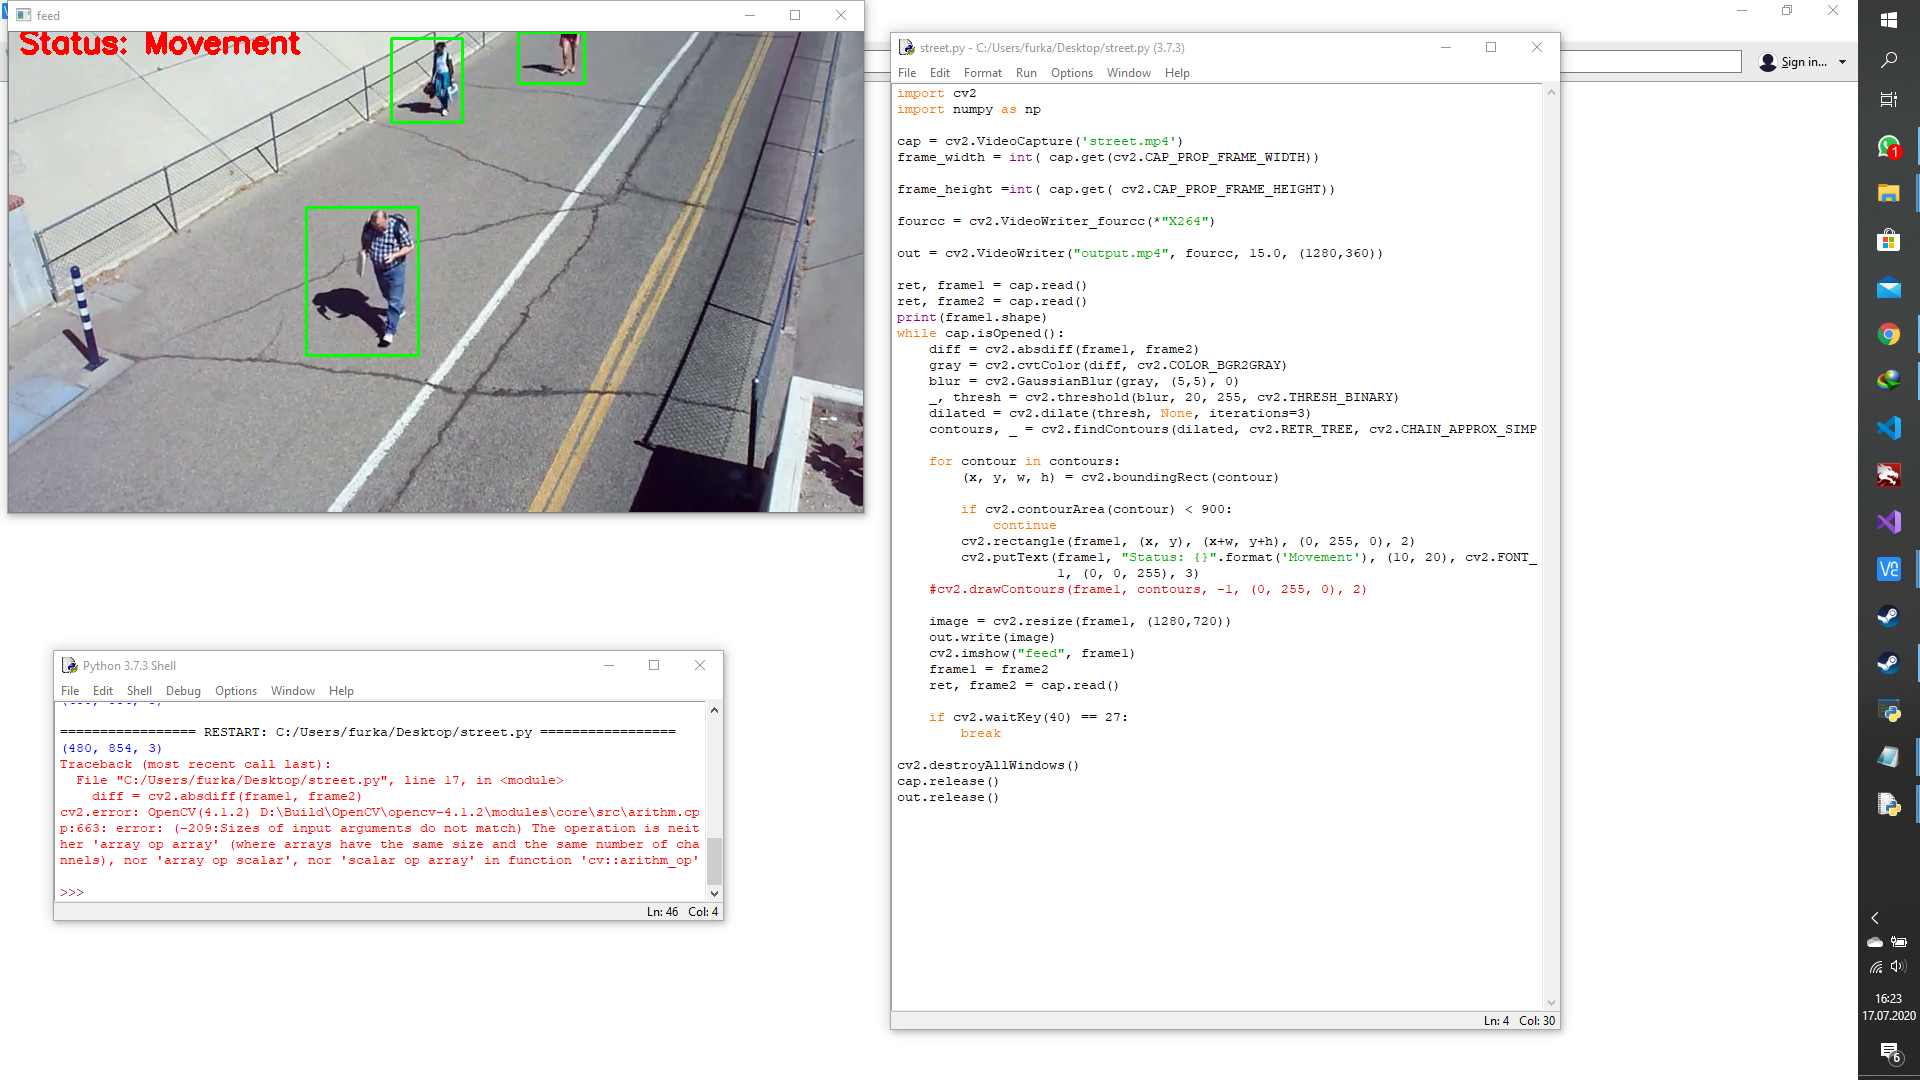 feed
Status: Movement
Sign in...
street.py - C:/Users/furka/Desktop/street.py (3.7.3)
File Edit Format Run Options Window Help
import cv2
import numpy as np
cap = cv2.VideoCapture('street.mp4')
frame_width = int( cap.get(cv2.CAP_PROP_FRAME_WIDTH))
frame_height =int( cap.get( cv2.CAP_PROP_FRAME_HEIGHT))
fourcc = cv2.VideoWriter_fourcc(*"X264")
out = cv2.VideoWriter("output.mp4", fourcc, 15.0, (1280,360))
ret, frame1 = cap.read()
ret, frame2 = cap.read()
print(frame1.shape)
while cap.isOpened():
    diff = cv2.absdiff(frame1, frame2)
    gray = cv2.cvtColor(diff, cv2.COLOR_BGR2GRAY)
    blur = cv2.GaussianBlur(gray, (5,5), 0)
    _, thresh = cv2.threshold(blur, 20, 255, cv2.THRESH_BINARY)
    dilated = cv2.dilate(thresh, None, iterations=3)
    contours, _ = cv2.findContours(dilated, cv2.RETR_TREE, cv2.CHAIN_APPROX_SIMP
    for contour in contours:
        (x, y, w, h) = cv2.boundingRect(contour)
        if cv2.contourArea(contour) < 900:
            continue
        cv2.rectangle(frame1, (x, y), (x+w, y+h), (0, 255, 0), 2)
        cv2.putText(frame1, "Status: {}".format('Movement'), (10, 20), cv2.FONT_
                    1, (0, 0, 255), 3)
    #cv2.drawContours(frame1, contours, -1, (0, 255, 0), 2)
    image = cv2.resize(frame1, (1280,720))
    out.write(image)
    cv2.imshow("feed", frame1)
    frame1 = frame2
    ret, frame2 = cap.read()
    if cv2.waitKey(40) == 27:
        break
cv2.destroyAllWindows()
cap.release()
out.release()
Ln: 4 Col: 30
Python 3.7.3 Shell
File Edit Shell Debug Options Window Help
================= RESTART: C:/Users/furka/Desktop/street.py =================
(480, 854, 3)
Traceback (most recent call last):
  File "C:/Users/furka/Desktop/street.py", line 17, in <module>
    diff = cv2.absdiff(frame1, frame2)
cv2.error: OpenCV(4.1.2) D:\Build\OpenCV\opencv-4.1.2\modules\core\src\arithm.cp
p:663: error: (-209:Sizes of input arguments do not match) The operation is neit
her 'array op array' (where arrays have the same size and the same number of cha
nnels), nor 'array op scalar', nor 'scalar op array' in function 'cv::arithm_op'
>>>
Ln: 46 Col: 4
1
16:23
17.07.2020
6